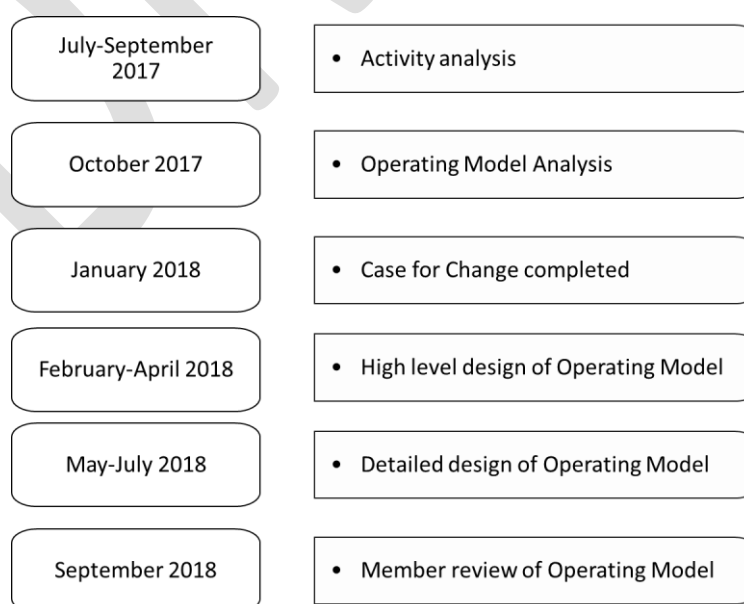 July-September
2017
• Activity analysis
October 2017
• Operating Model Analysis
January 2018
• Case for Change completed
February-April 2018
• High level design of Operating Model
May-July 2018
• Detailed design of Operating Model
September 2018
• Member review of Operating Model